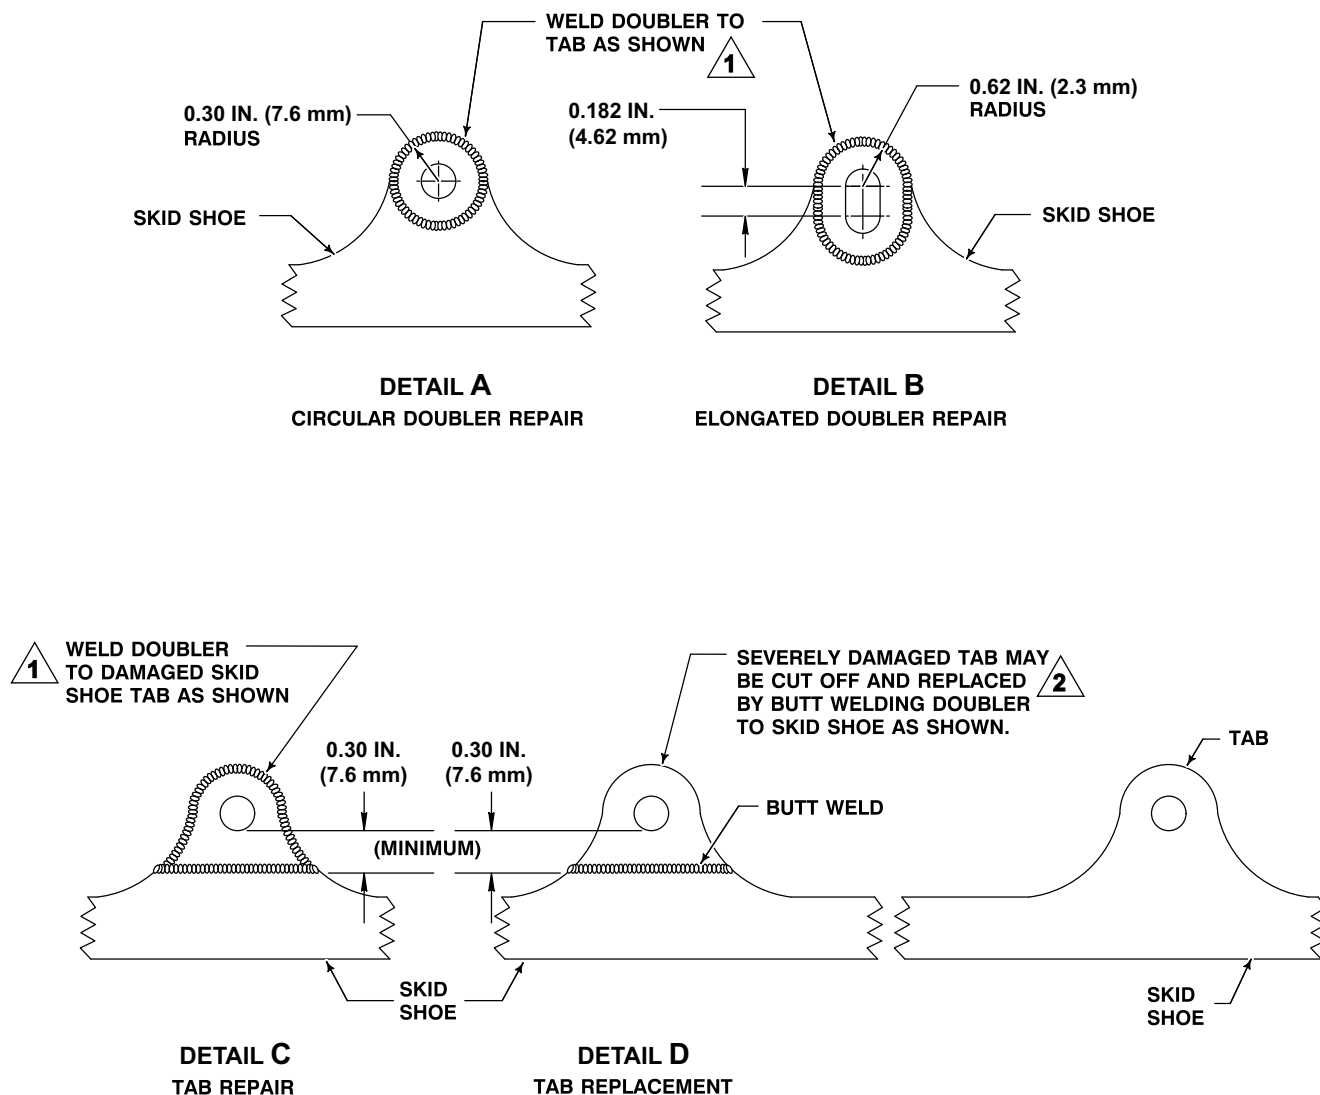 WELD DOUBLER TO
TAB AS SHOWN
1
0.30 IN. (7.6 mm)
RADIUS
0.182 IN.
(4.62 mm)
0.62 IN. (2.3 mm)
RADIUS
SKID SHOE
SKID SHOE
DETAIL A
CIRCULAR DOUBLER REPAIR
DETAIL B
ELONGATED DOUBLER REPAIR
1
WELD DOUBLER
TO DAMAGED SKID
SHOE TAB AS SHOWN
SEVERELY DAMAGED TAB MAY
BE CUT OFF AND REPLACED
BY BUTT WELDING DOUBLER
TO SKID SHOE AS SHOWN.
2
TAB
0.30 IN.
(7.6 mm)
0.30 IN.
(7.6 mm)
BUTT WELD
(MINIMUM)
SKID
SHOE
SKID
SHOE
DETAIL C
TAB REPAIR
DETAIL D
TAB REPLACEMENT